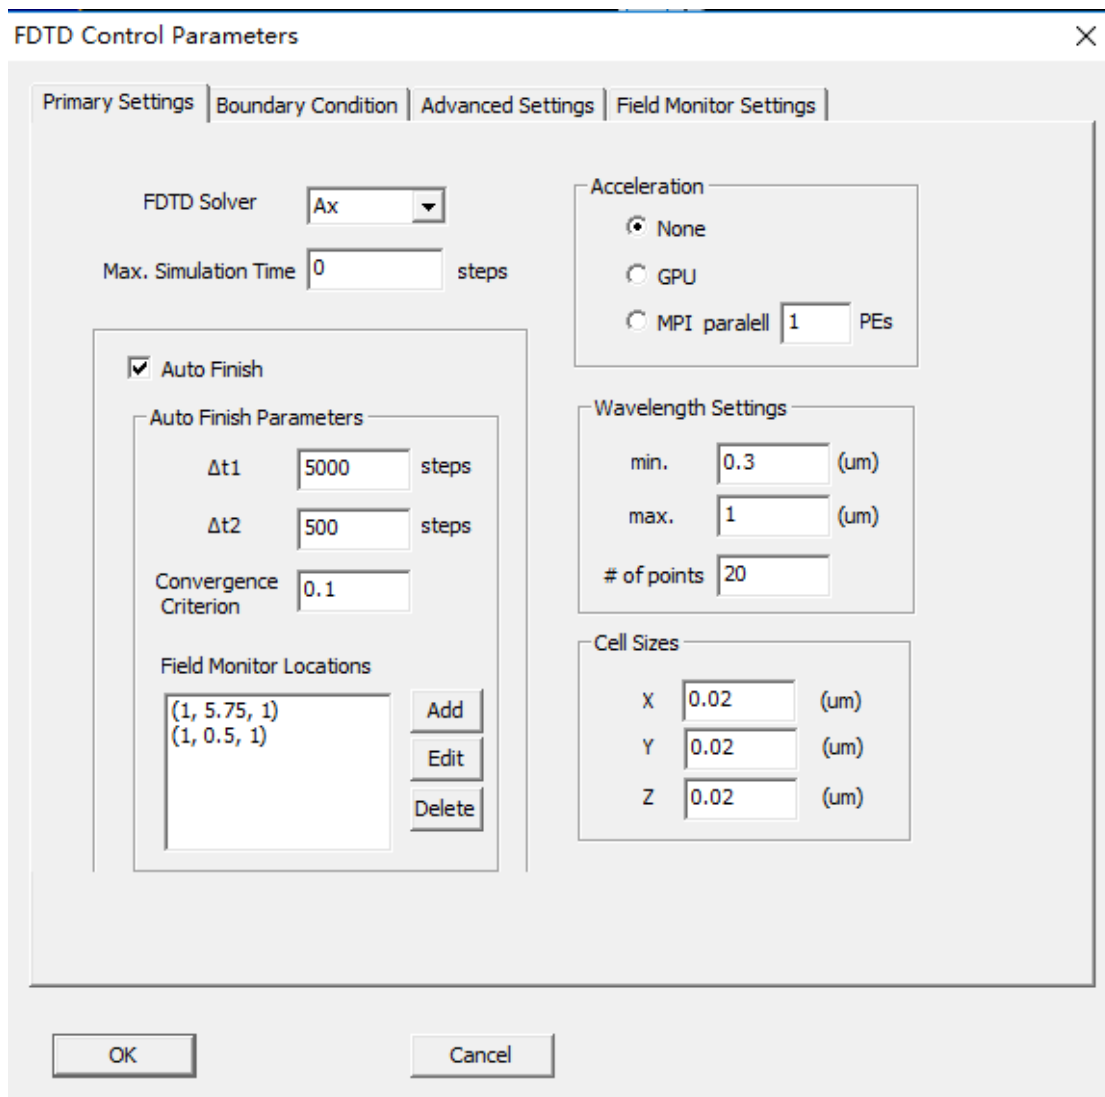 FDTD Control Parameters
Primary Settings
Boundary Condition
Advanced Settings
Field Monitor Settings
FDTD Solver
Ax
Max. Simulation Time
0
steps
Auto Finish
Auto Finish Parameters
Δt1
5000
steps
Δt2
500
steps
Convergence
Criterion
0.1
Field Monitor Locations
(1, 5.75, 1)
(1, 0.5, 1)
Add
Edit
Delete
Acceleration
None
GPU
MPI paralell
1
PEs
Wavelength Settings
min.
0.3
(um)
max.
1
(um)
# of points
20
Cell Sizes
X
0.02
(um)
Y
0.02
(um)
Z
0.02
(um)
OK
Cancel